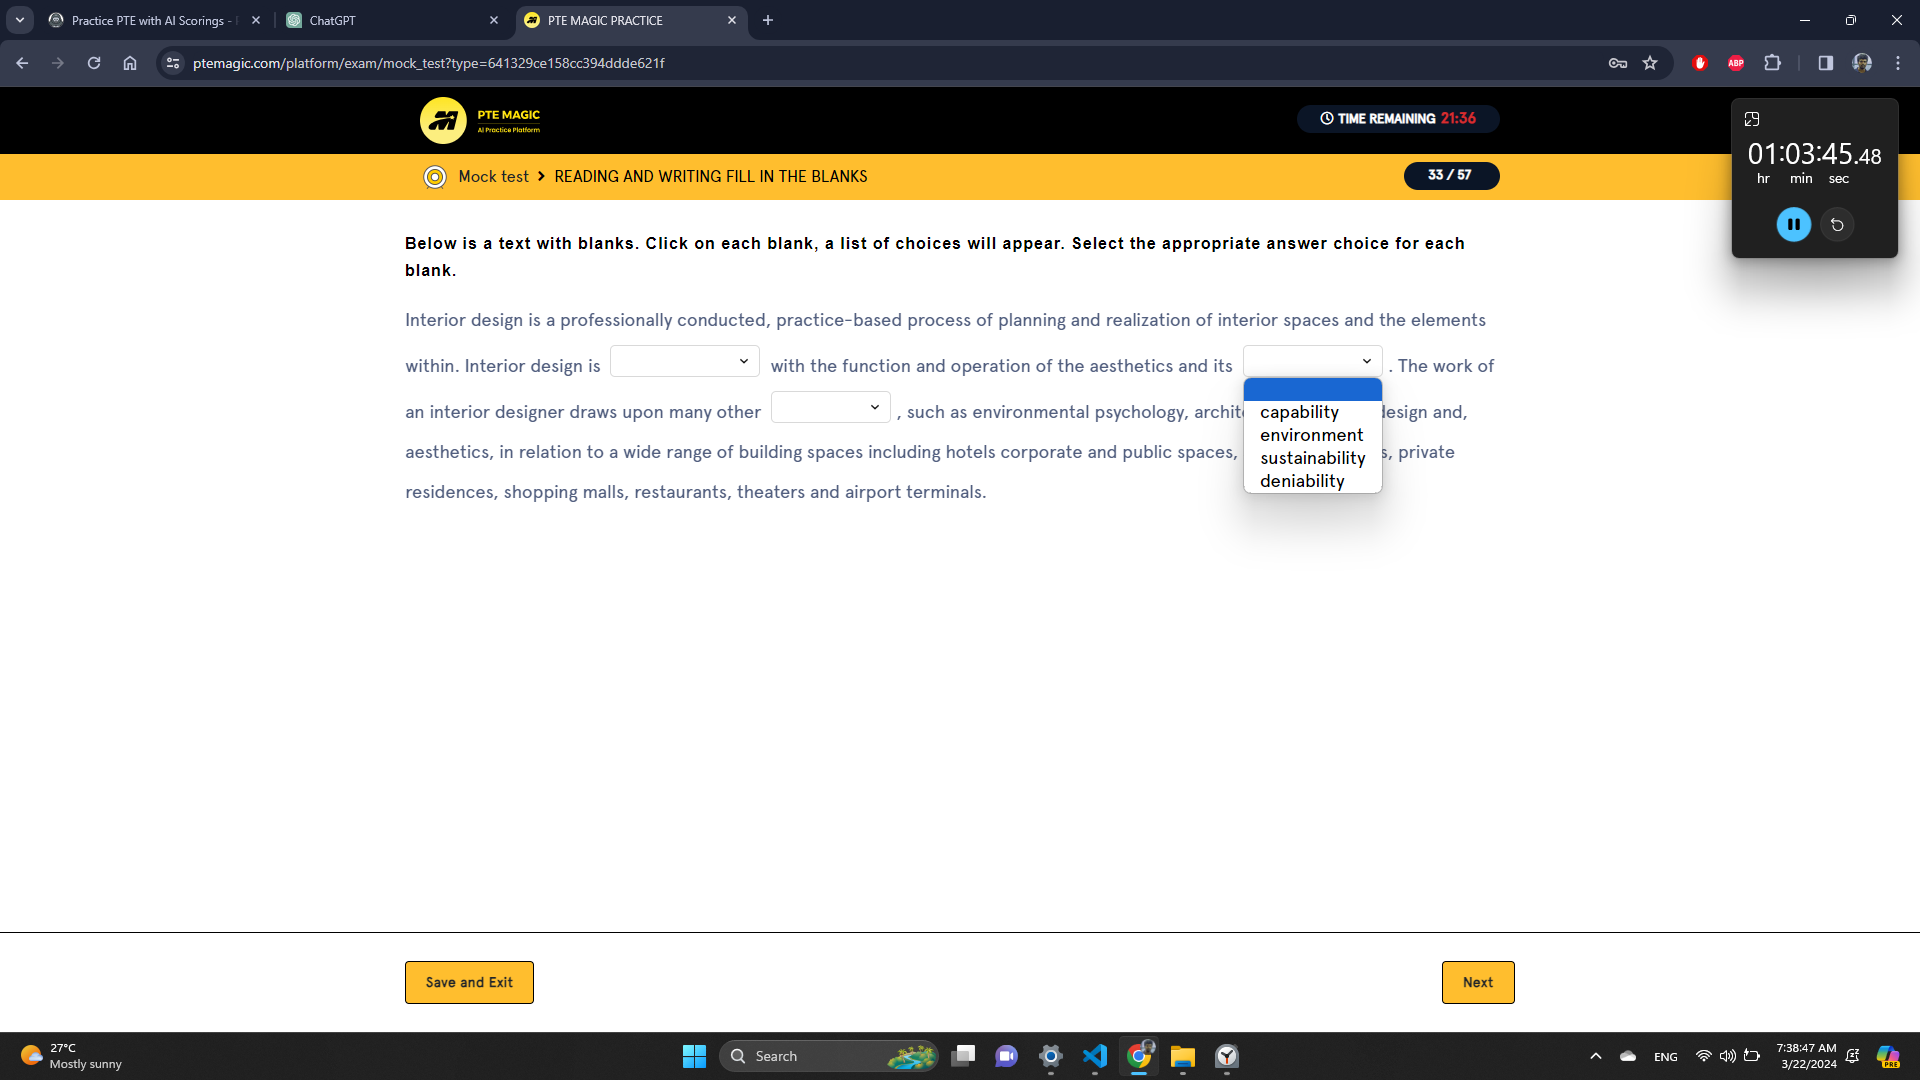 Practice PTE with AI Scorings -
ChatGPT
PTE MAGIC PRACTICE
ptemagic.com/platform/exam/mock_test?type=641329ce158cc394ddde621f
ABP
PTE MAGIC
AI Practice Platform
TIME REMAINING 21:36
01:03:45.48
hr min sec
Mock test > READING AND WRITING FILL IN THE BLANKS
33 / 57
Below is a text with blanks. Click on each blank, a list of choices will appear. Select the appropriate answer choice for each
blank.
Interior design is a professionally conducted, practice-based process of planning and realization of interior spaces and the elements
within. Interior design is with the function and operation of the aesthetics and its . The work of
an interior designer draws upon many other , such as environmental psychology, archit design and,
aesthetics, in relation to a wide range of building spaces including hotels corporate and public spaces, s, private
residences, shopping malls, restaurants, theaters and airport terminals.
capability
environment
sustainability
deniability
Save and Exit
Next
27°C
Mostly sunny
Search
ENG
7:38:47 AM
3/22/2024
PRE